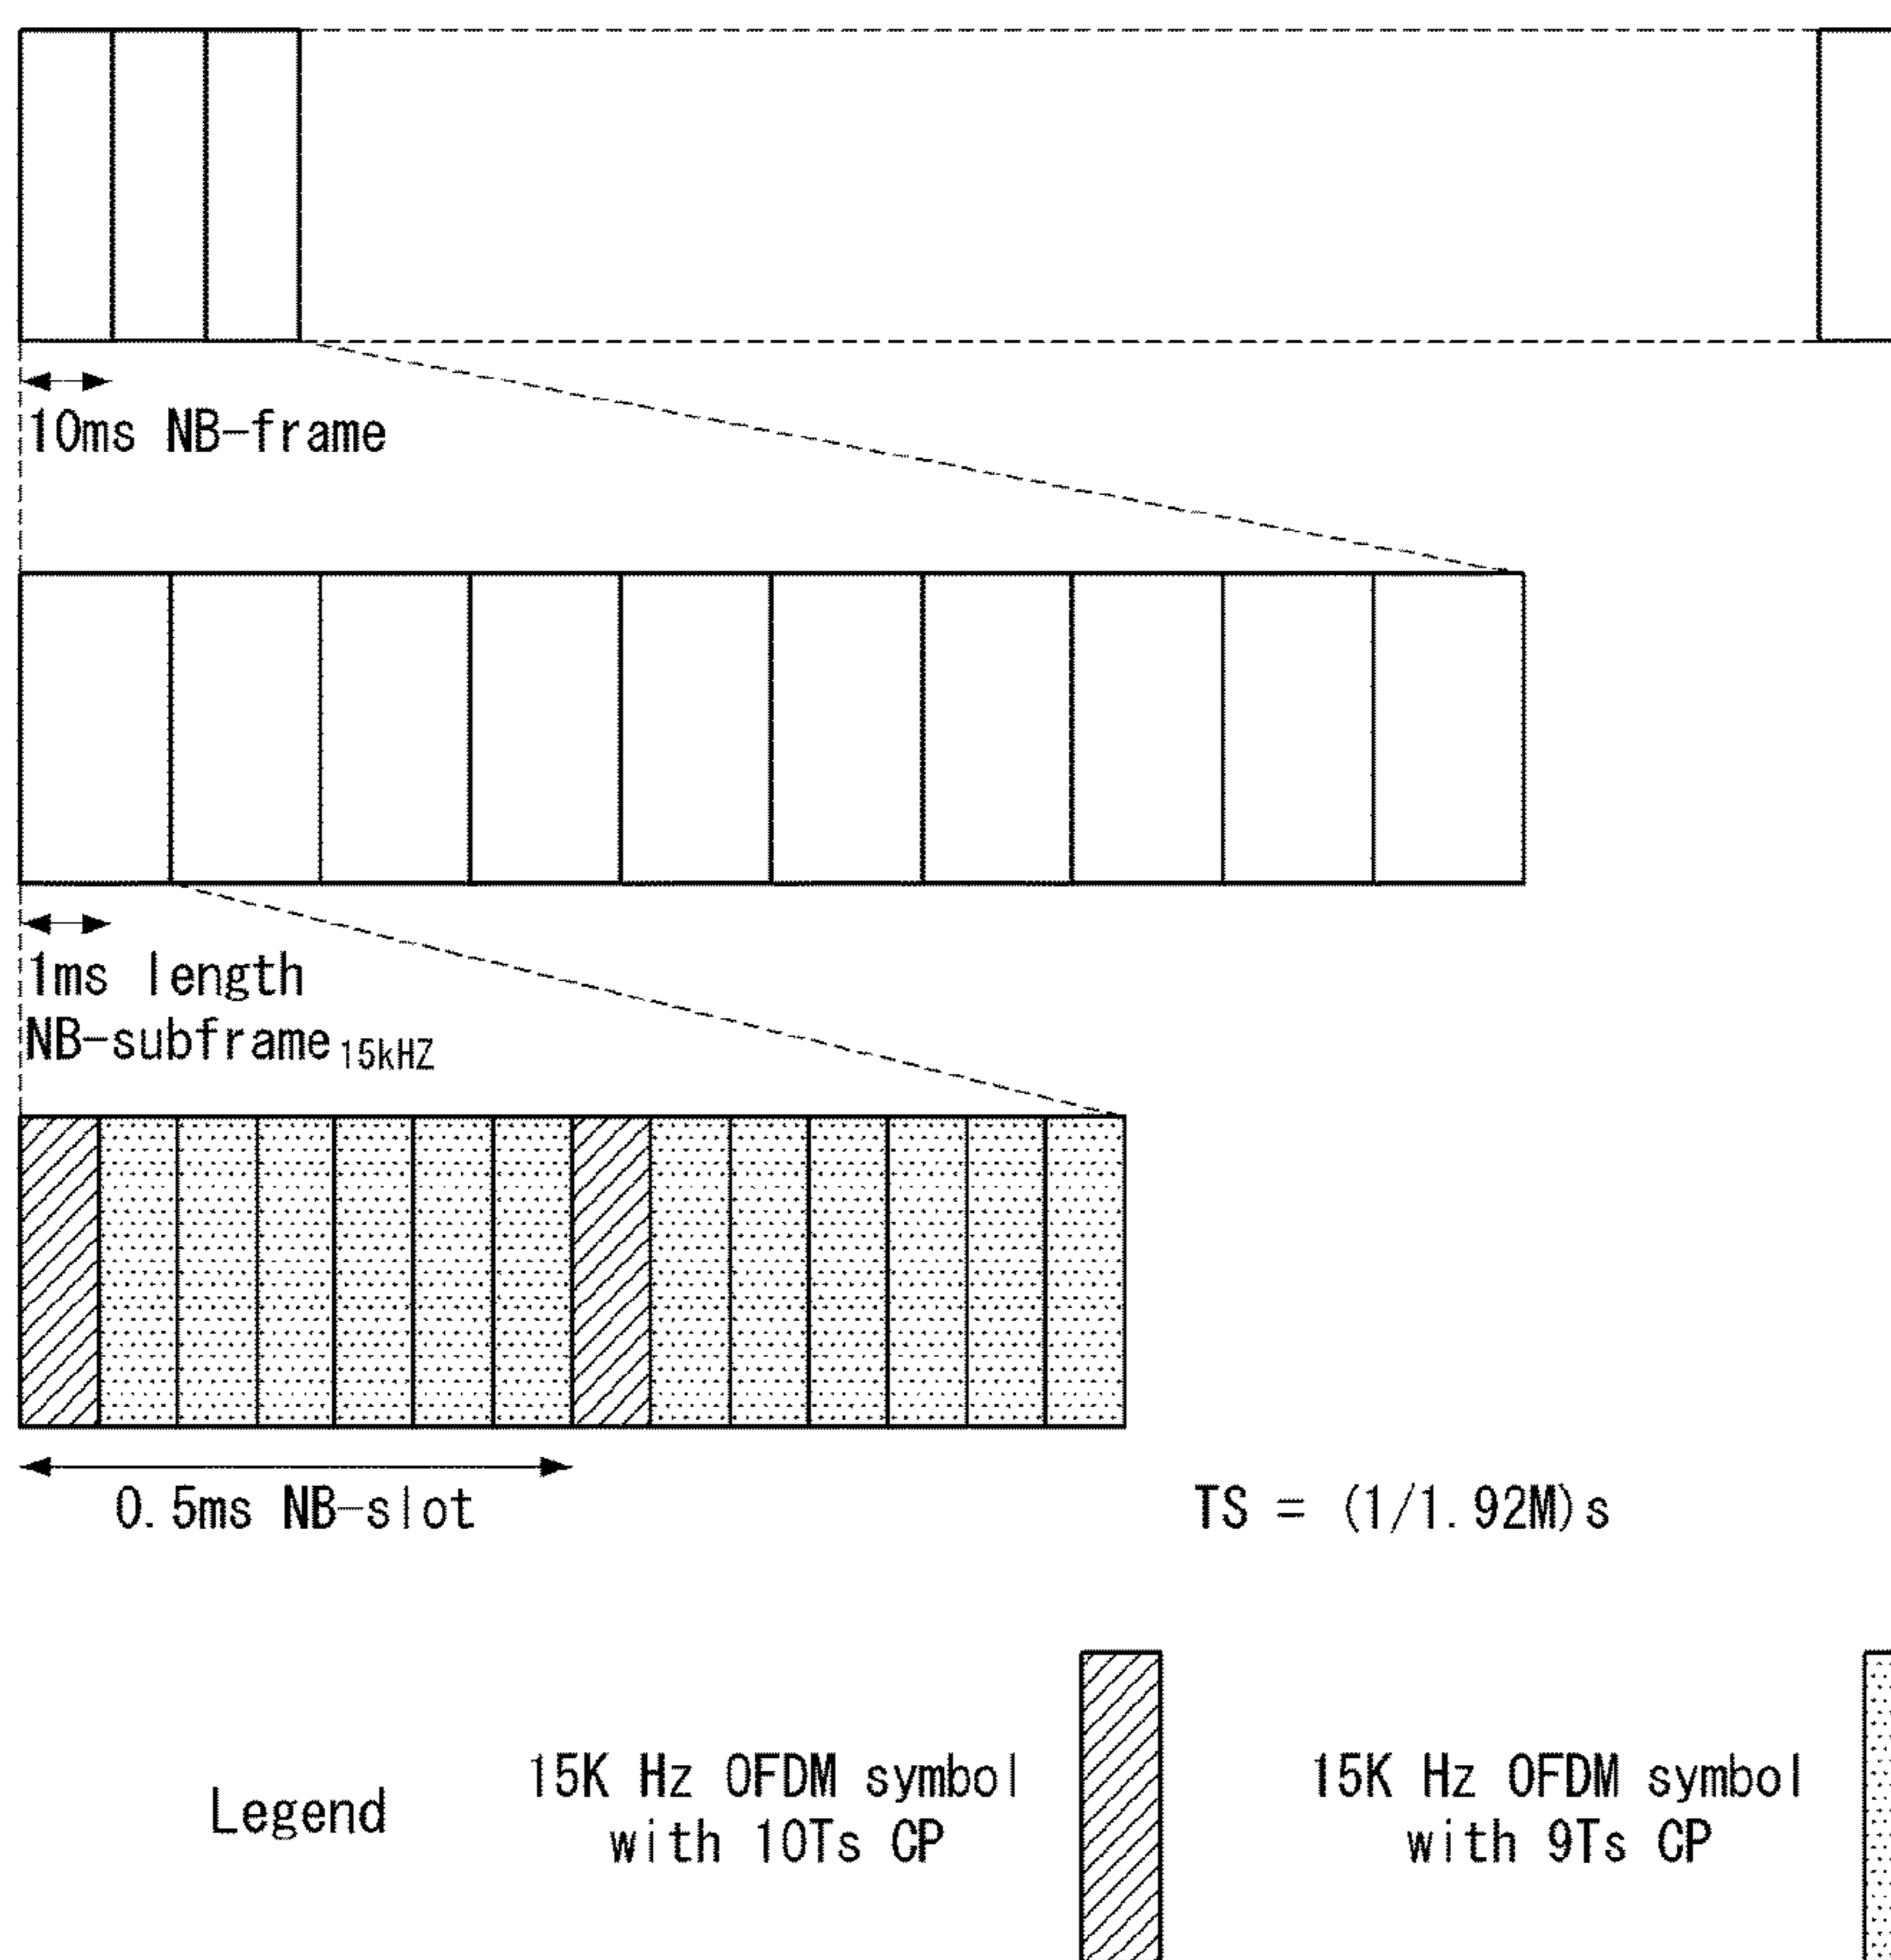 10ms NB-frame
1ms length
NB-subframe15kHZ
0.5ms NB-slot
TS = (1/1.92M)s
Legend
15K Hz OFDM symbol
with 10Ts CP
15K Hz OFDM symbol
with 9Ts CP